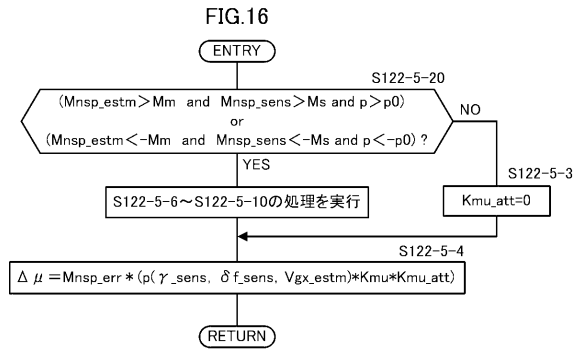 FIG.16
ENTRY
S122-5-20
(Mnsp_estm＞Mm and Mnsp_sens＞Ms and p＞p0)
or
(Mnsp_estm＜-Mm and Mnsp_sens＜-Ms and p＜-p0) ?
NO
YES
S122-5-3
S122-5-6～S122-5-10の処理を実行
Kmu_att=0
S122-5-4
Δμ=Mnsp_err*(p(γ_sens, δf_sens, Vgx_estm)*Kmu*Kmu_att)
RETURN